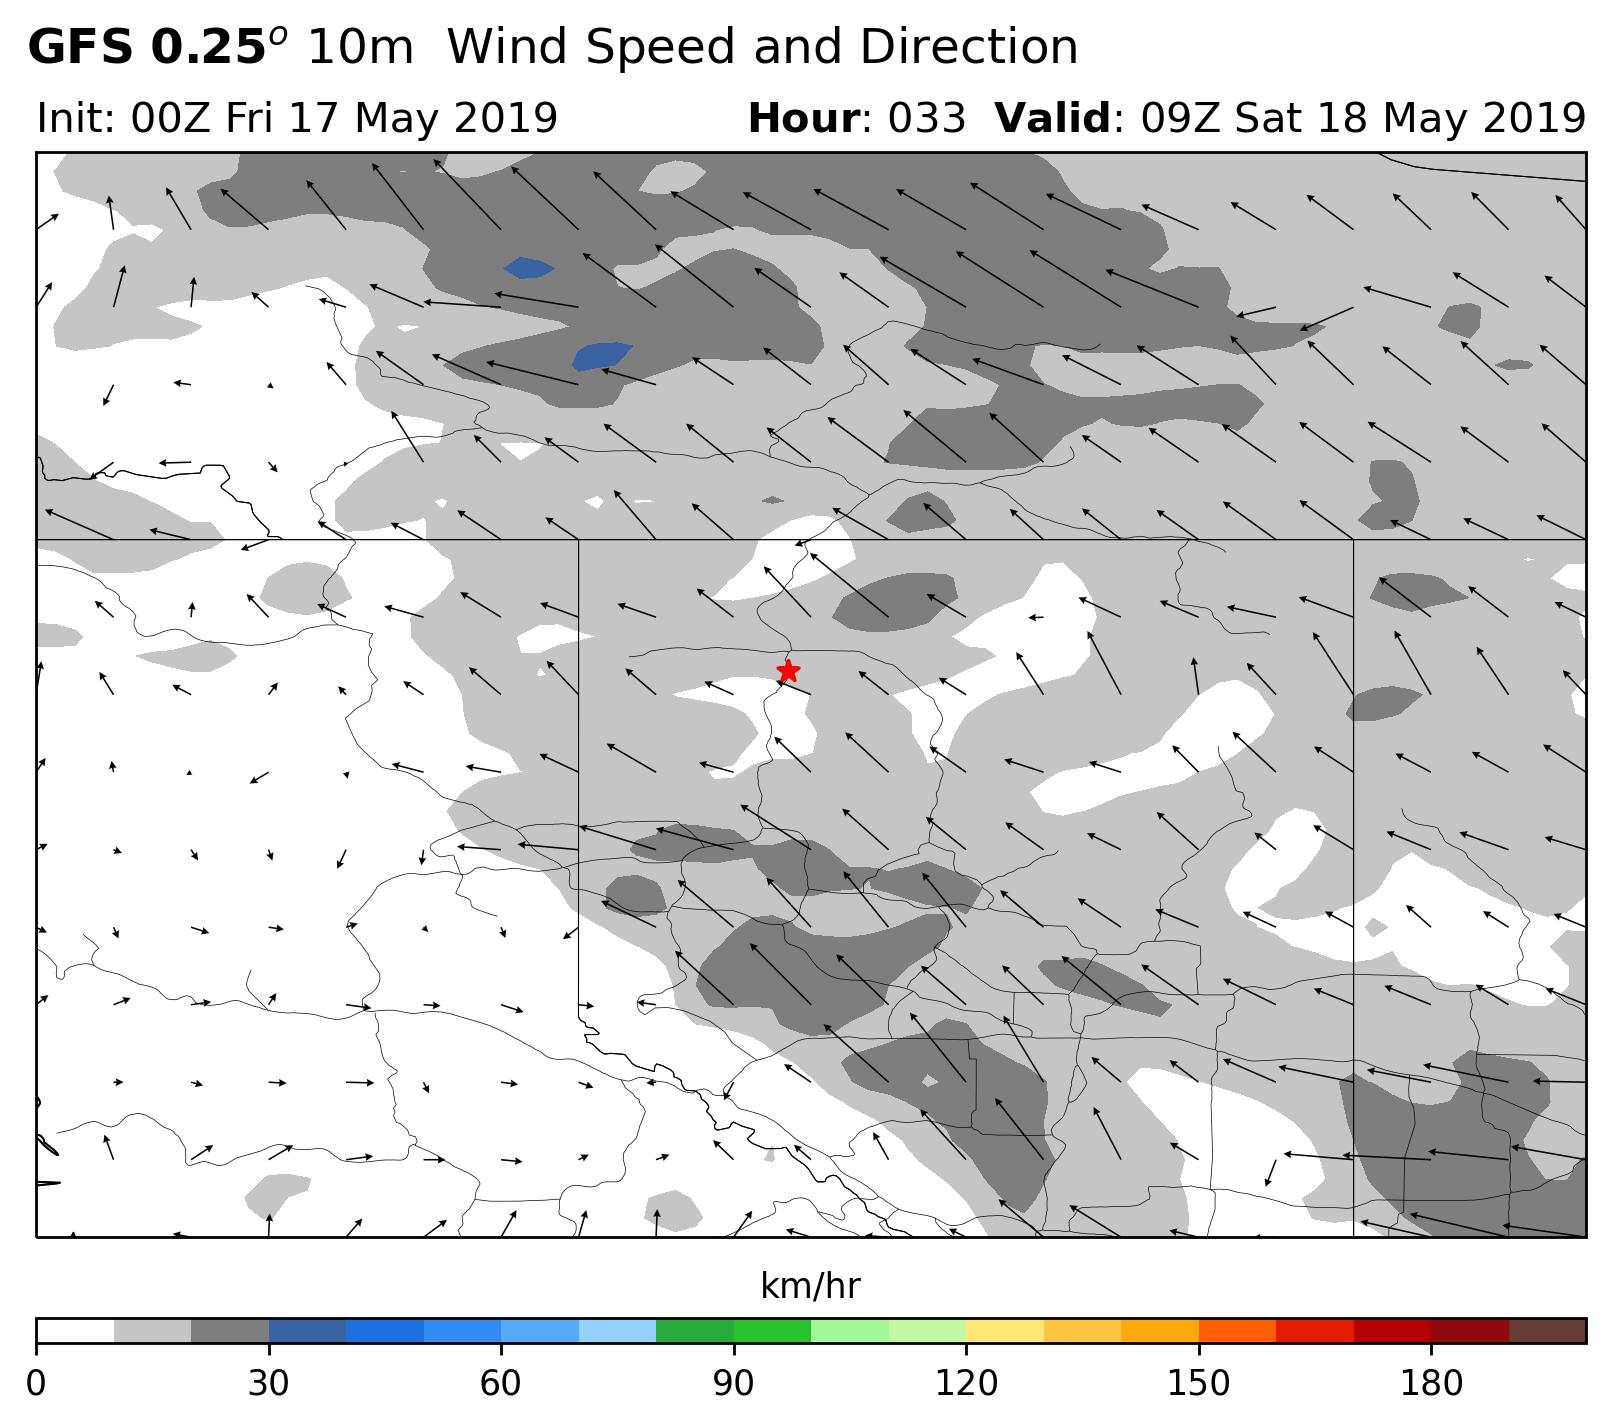 GFS 0.25° 10m Wind Speed and Direction
Init: 00Z Fri 17 May 2019 Hour: 033 Valid: 09Z Sat 18 May 2019
km/hr
0 30 60 90 120 150 180